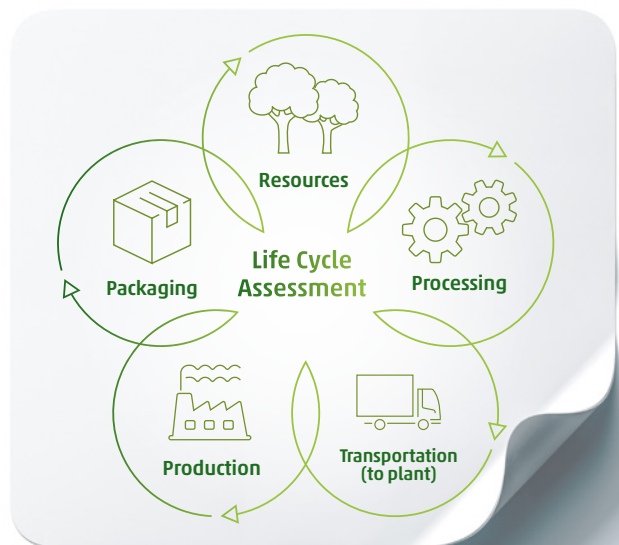 Resources
Processing
Transportation
(to plant)
Production
Packaging
Life Cycle
Assessment